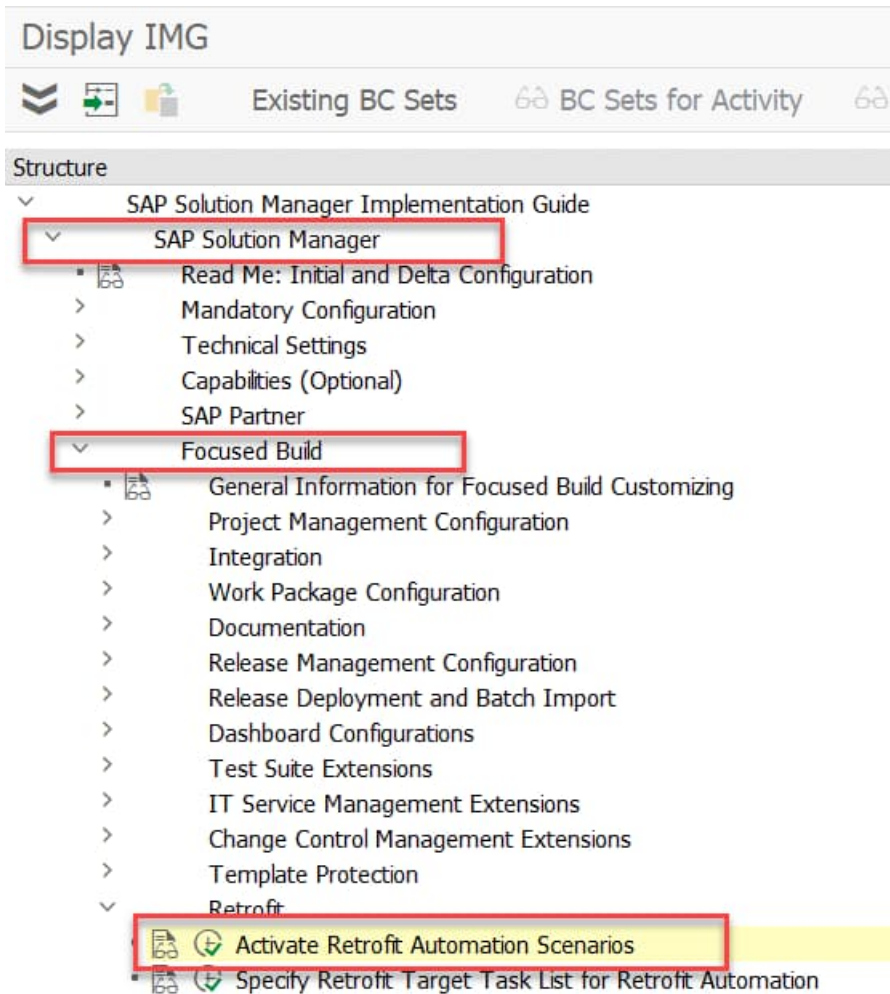 Display IMG
Existing BC Sets BC Sets for Activity
Structure
SAP Solution Manager Implementation Guide
SAP Solution Manager
Read Me: Initial and Delta Configuration
Mandatory Configuration
Technical Settings
Capabilities (Optional)
SAP Partner
Focused Build
General Information for Focused Build Customizing
Project Management Configuration
Integration
Work Package Configuration
Documentation
Release Management Configuration
Release Deployment and Batch Import
Dashboard Configurations
Test Suite Extensions
IT Service Management Extensions
Change Control Management Extensions
Template Protection
Retrofit
Activate Retrofit Automation Scenarios
Specify Retrofit Target Task List for Retrofit Automation